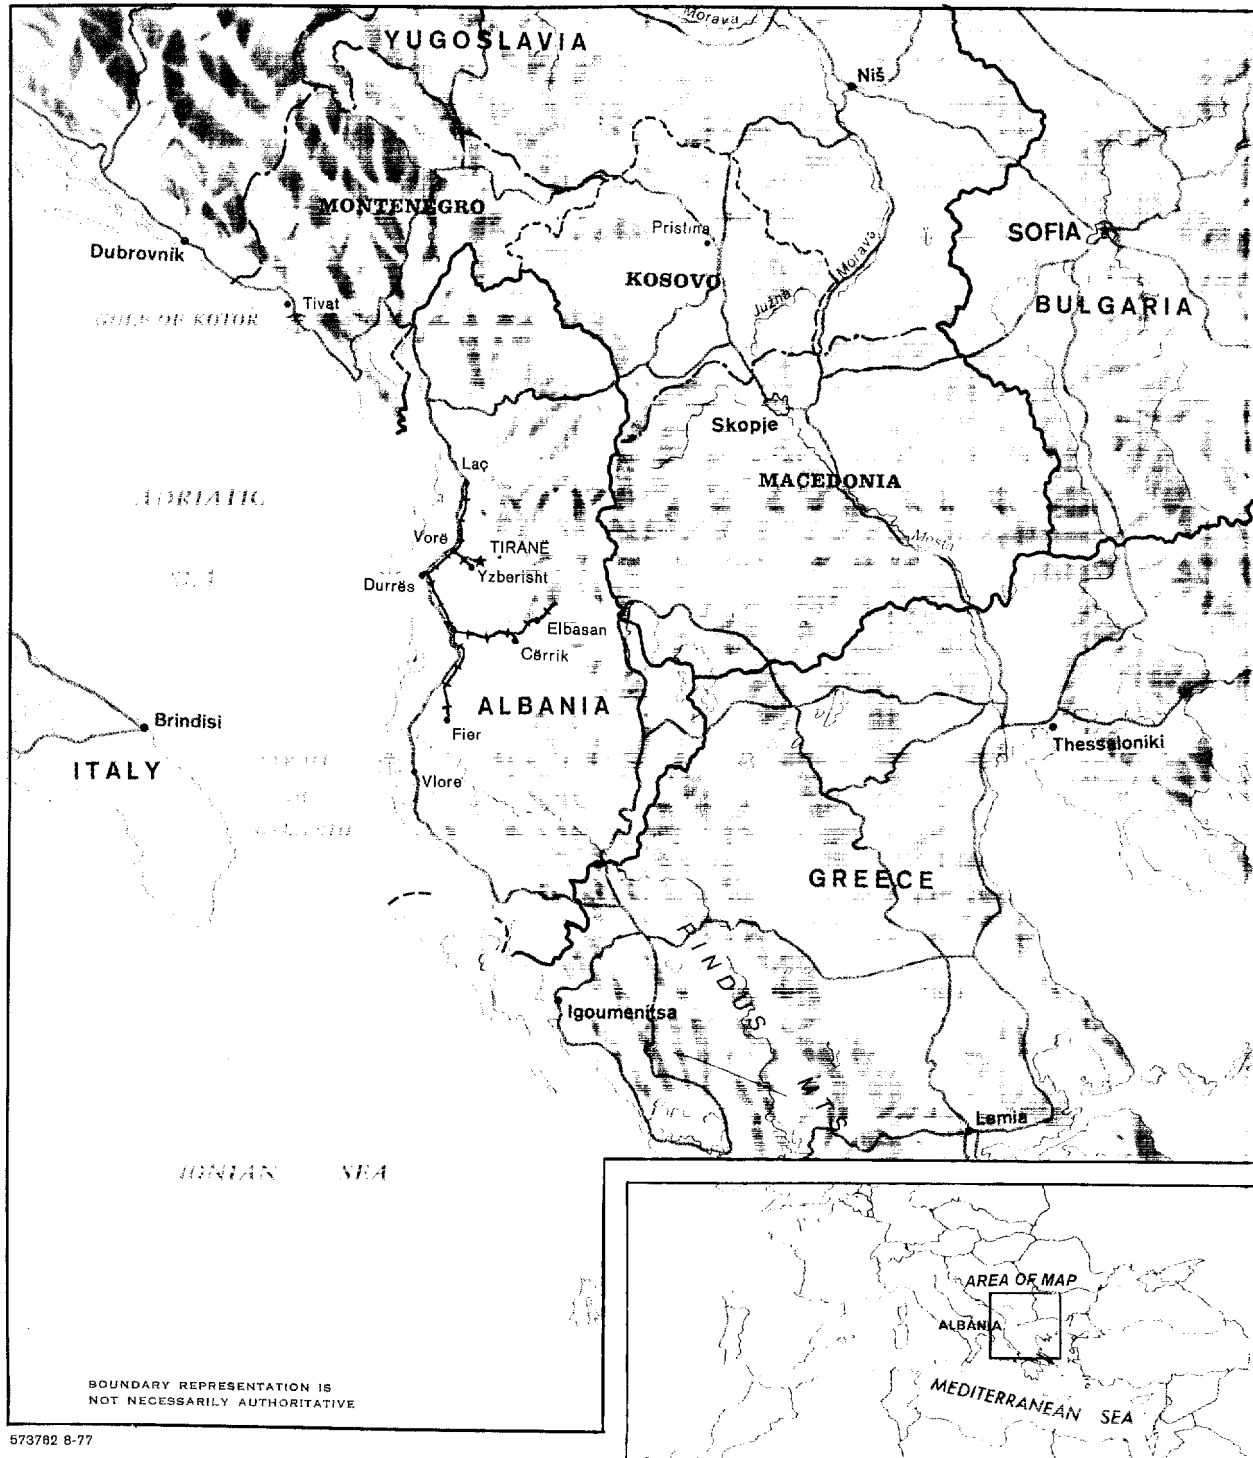 Morava
YUGOSLAVIA
Niš
MONTENEGRO
Pristina
SOFIA
Dubrovnik
Morava
KOSOVO
Tivat
Južna
BULGARIA
GULF OF KOTOR
Skopje
Laç
MACEDONIA
ADRIATIC
SEA
Vorë
TIRANË
Mesta
Yzberisht
Durrës
Elbasan
Cërrik
ALBANIA
Brindisi
Fier
Thessaloniki
ITALY
Vlore
GREECE
PINDUS MTS
Igoumenitsa
Lamia
IONIAN SEA
AREA OF MAP
ALBANIA
MEDITERRANEAN SEA
BOUNDARY REPRESENTATION IS
NOT NECESSARILY AUTHORITATIVE
573782 8-77